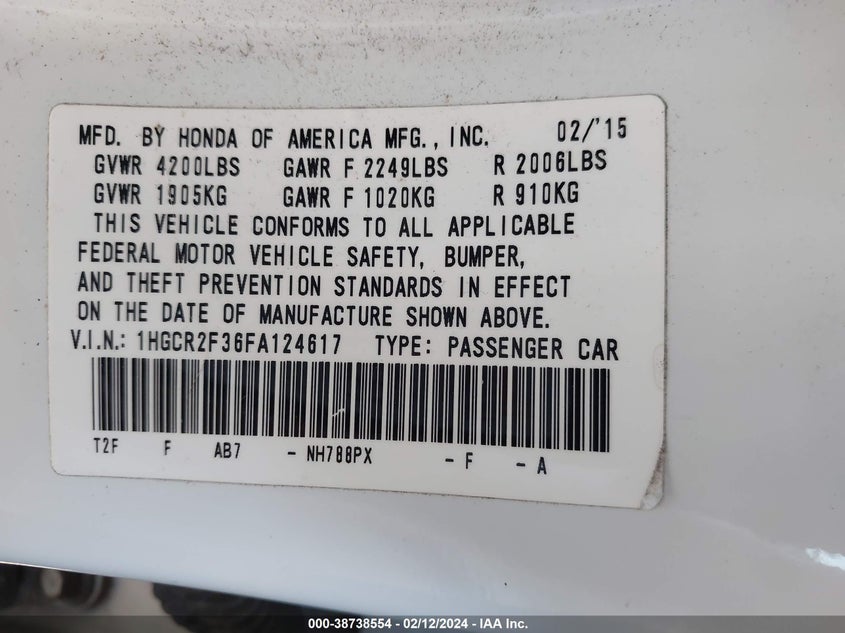 MFD. BY HONDA OF AMERICA MFG., INC. 02/'15
GVWR 4200LBS GAWR F 2249LBS R 2006LBS
GVWR 1905KG GAWR F 1020KG R 910KG
THIS VEHICLE CONFORMS TO ALL APPLICABLE
FEDERAL MOTOR VEHICLE SAFETY, BUMPER,
AND THEFT PREVENTION STANDARDS IN EFFECT
ON THE DATE OF MANUFACTURE SHOWN ABOVE.
V.I.N.: 1HGCR2F36FA124617 TYPE: PASSENGER CAR
T2F F AB7 - NH788PX - F - A
000-38738554 - 02/12/2024 - IAA Inc.